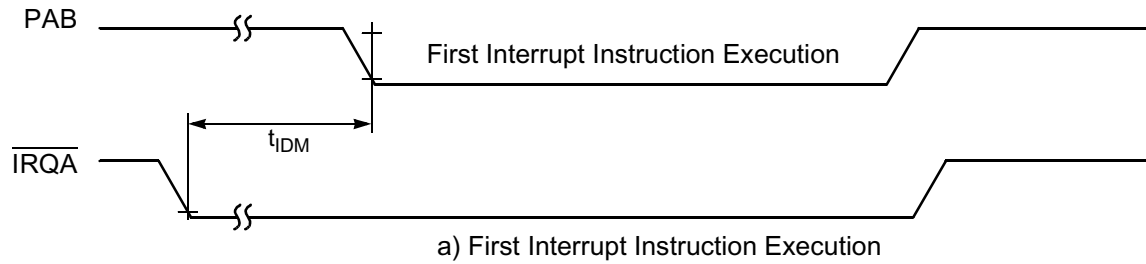 PAB
First Interrupt Instruction Execution
tIDM
IRQA
a) First Interrupt Instruction Execution